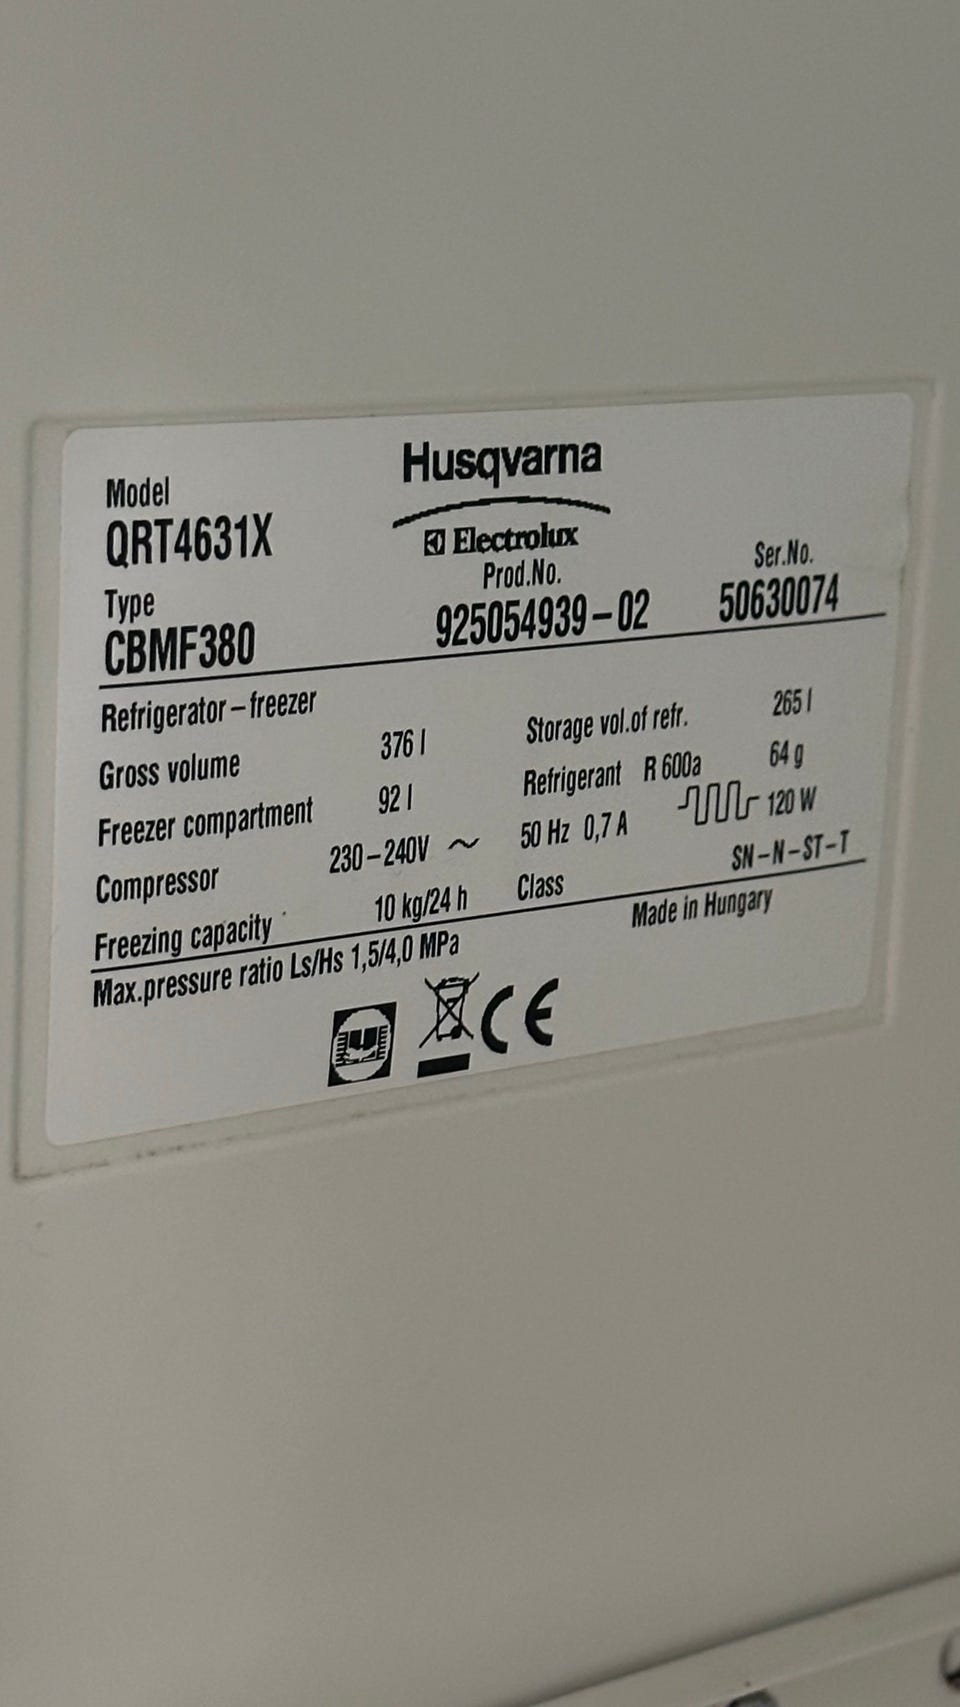 Husqvarna
Electrolux
Model
QRT4631X
Type
CBMF380
Prod.No.
925054939-02
Ser.No.
50630074
Refrigerator-freezer
Gross volume 376 l Storage vol.of refr. 265 l
Freezer compartment 92 l Refrigerant R 600a 64 g
Compressor 230-240V ~ 50 Hz 0,7 A 120 W
Freezing capacity 10 kg/24 h Class SN-N-ST-T
Max.pressure ratio Ls/Hs 1,5/4,0 MPa Made in Hungary
CE